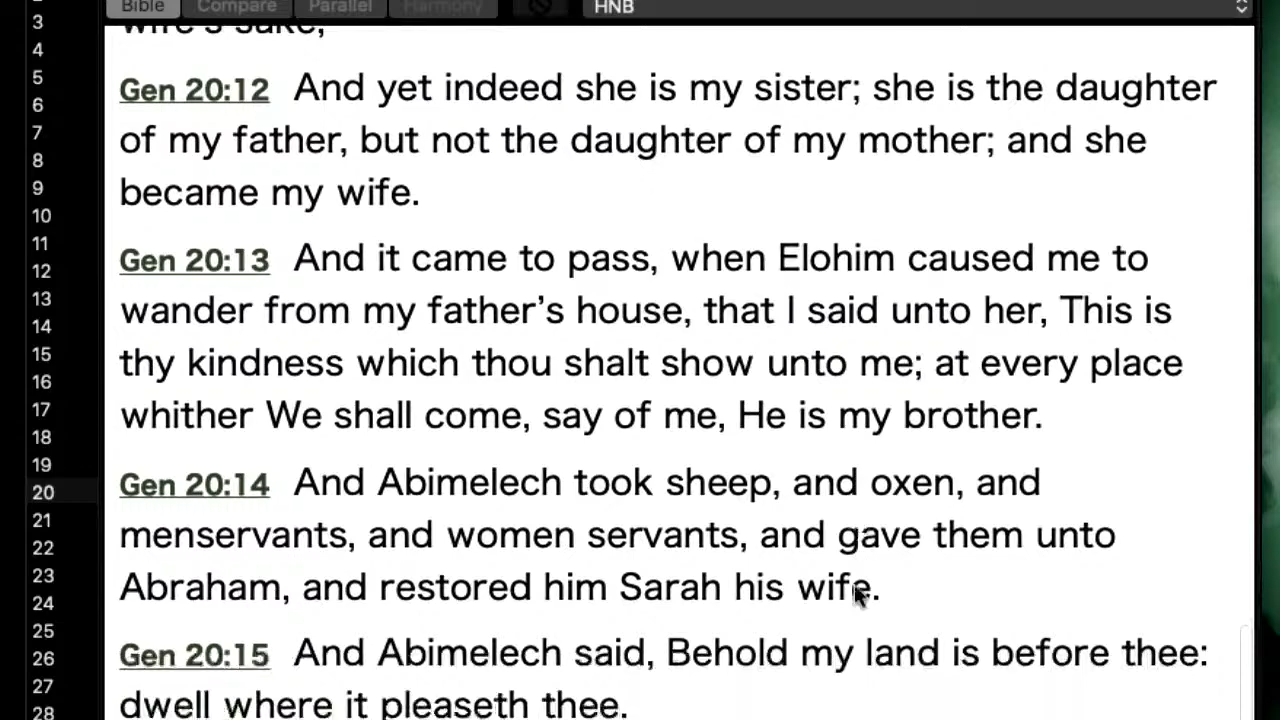 Bible Compare Parallel Harmony HNB
wife's sake,
Gen 20:12 And yet indeed she is my sister; she is the daughter
of my father, but not the daughter of my mother; and she
became my wife.
Gen 20:13 And it came to pass, when Elohim caused me to
wander from my father’s house, that I said unto her, This is
thy kindness which thou shalt show unto me; at every place
whither We shall come, say of me, He is my brother.
Gen 20:14 And Abimelech took sheep, and oxen, and
menservants, and women servants, and gave them unto
Abraham, and restored him Sarah his wife.
Gen 20:15 And Abimelech said, Behold my land is before thee:
dwell where it pleaseth thee.
3
4
5
6
7
8
9
10
11
12
13
14
15
16
17
18
19
20
21
22
23
24
25
26
27
28